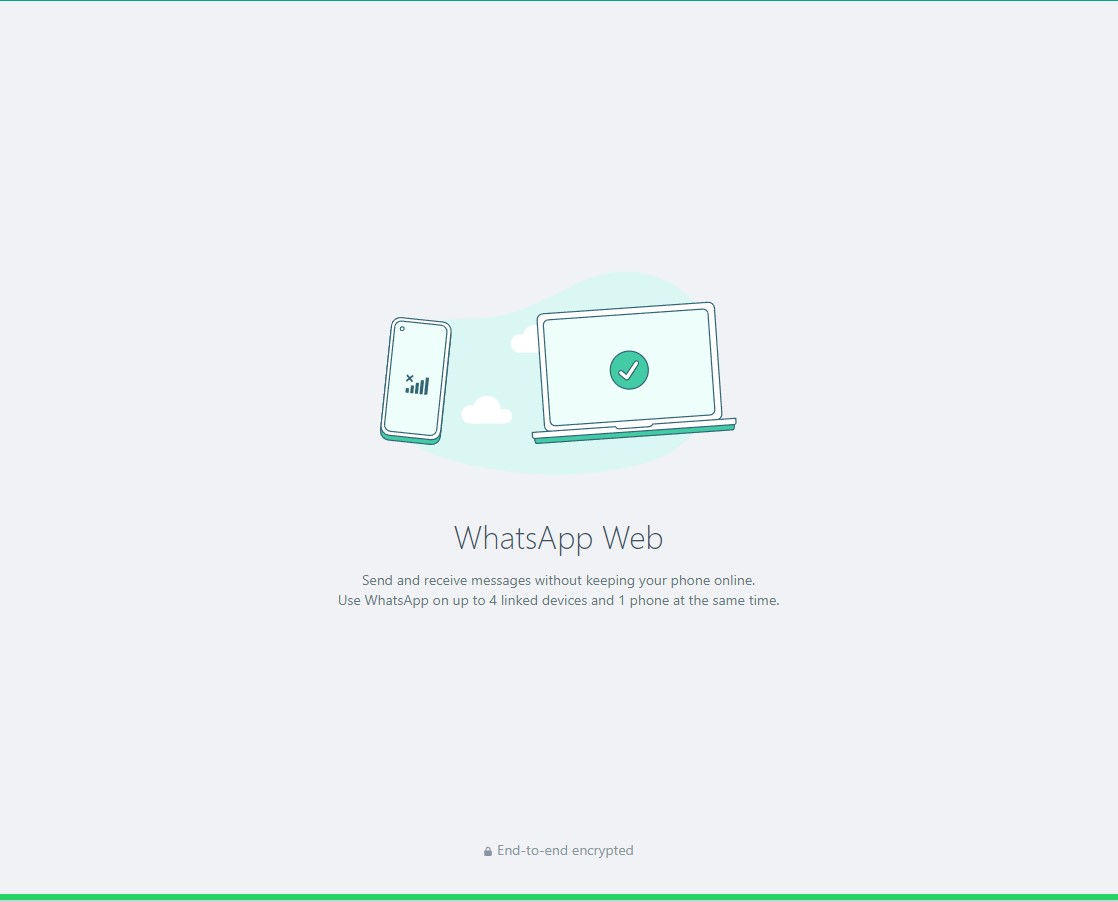 WhatsApp Web
Send and receive messages without keeping your phone online.
Use WhatsApp on up to 4 linked devices and 1 phone at the same time.
End-to-end encrypted